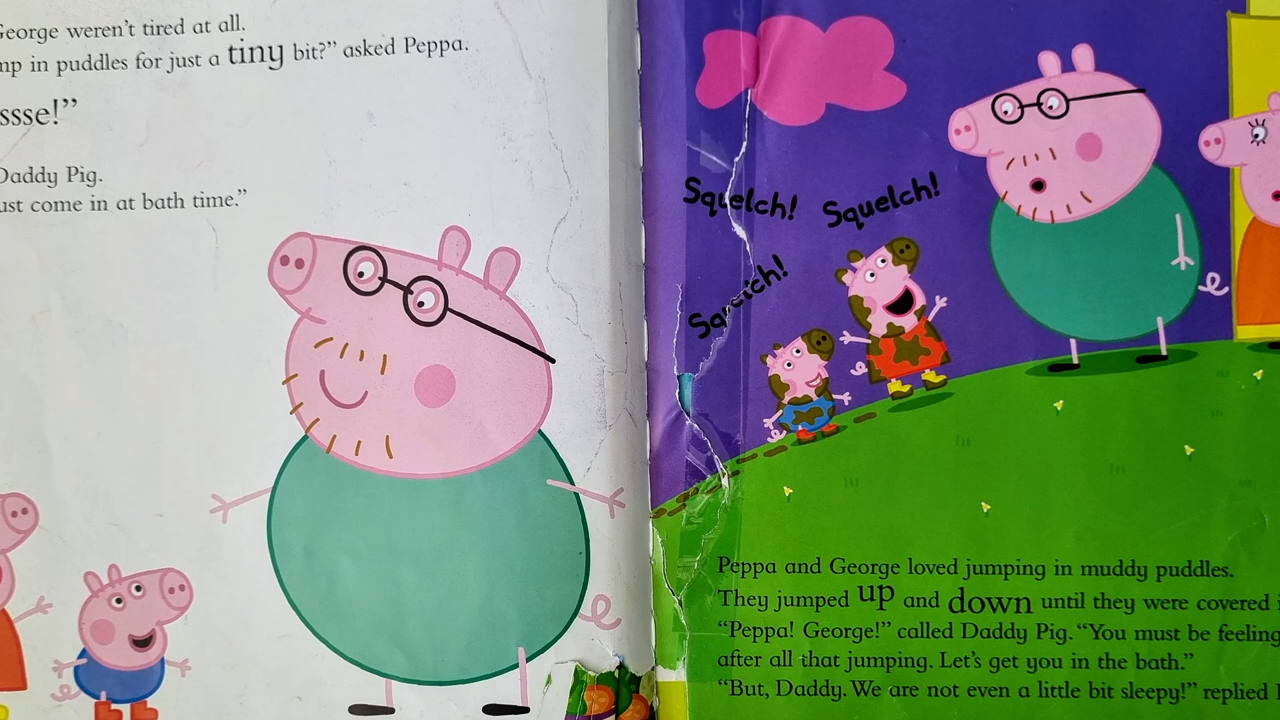 George weren't tired at all.
in puddles for just a tiny bit?" asked Peppa.
Daddy Pig.
come in at bath time."
Squelch! Squelch!
Squelch!
Peppa and George loved jumping in muddy puddles.
They jumped up and down until they were covered
"Peppa! George!" called Daddy Pig. "You must be feeling
after all that jumping. Let's get you in the bath."
"But, Daddy. We are not even a little bit sleepy!" replied